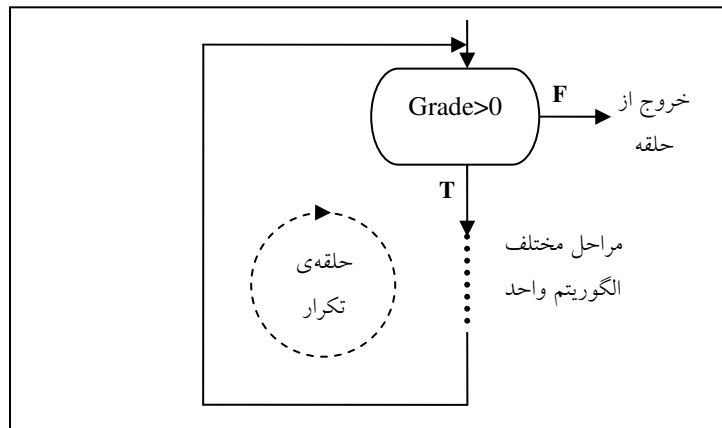 Grade>0
F
خروج از
حلقه
T
مراحل مختلف
الگوریتم واحد
حلقه‌ی
تکرار